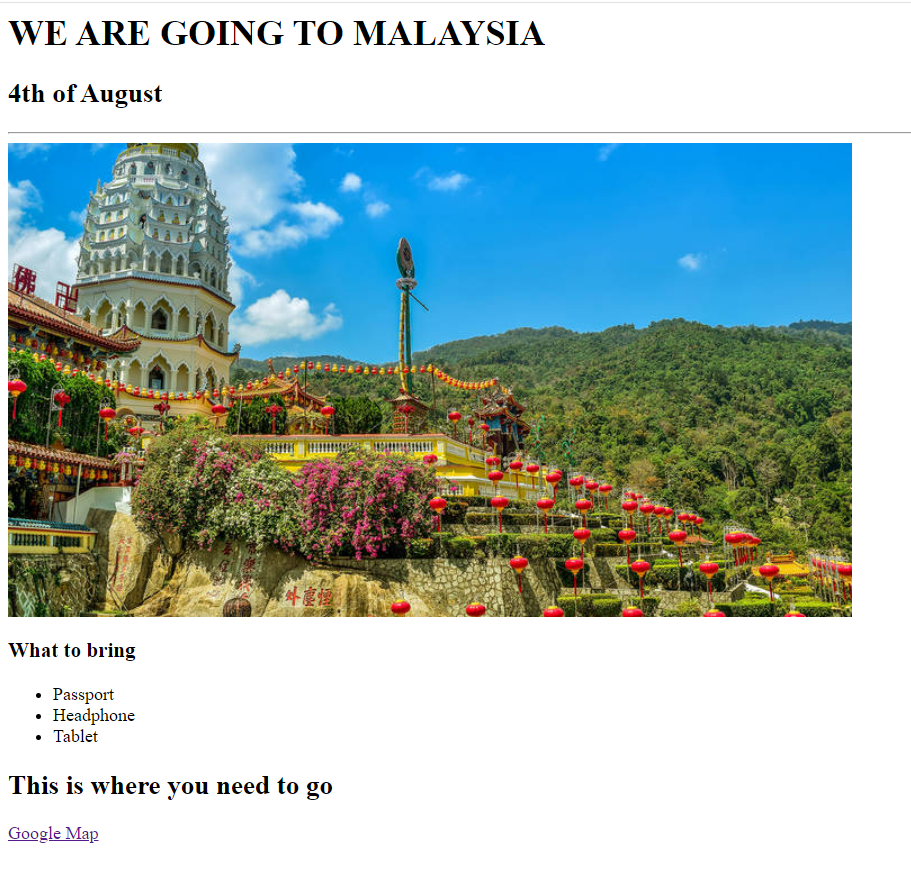 WE ARE GOING TO MALAYSIA
4th of August
佛
What to bring
Passport
Headphone
Tablet
This is where you need to go
Google Map